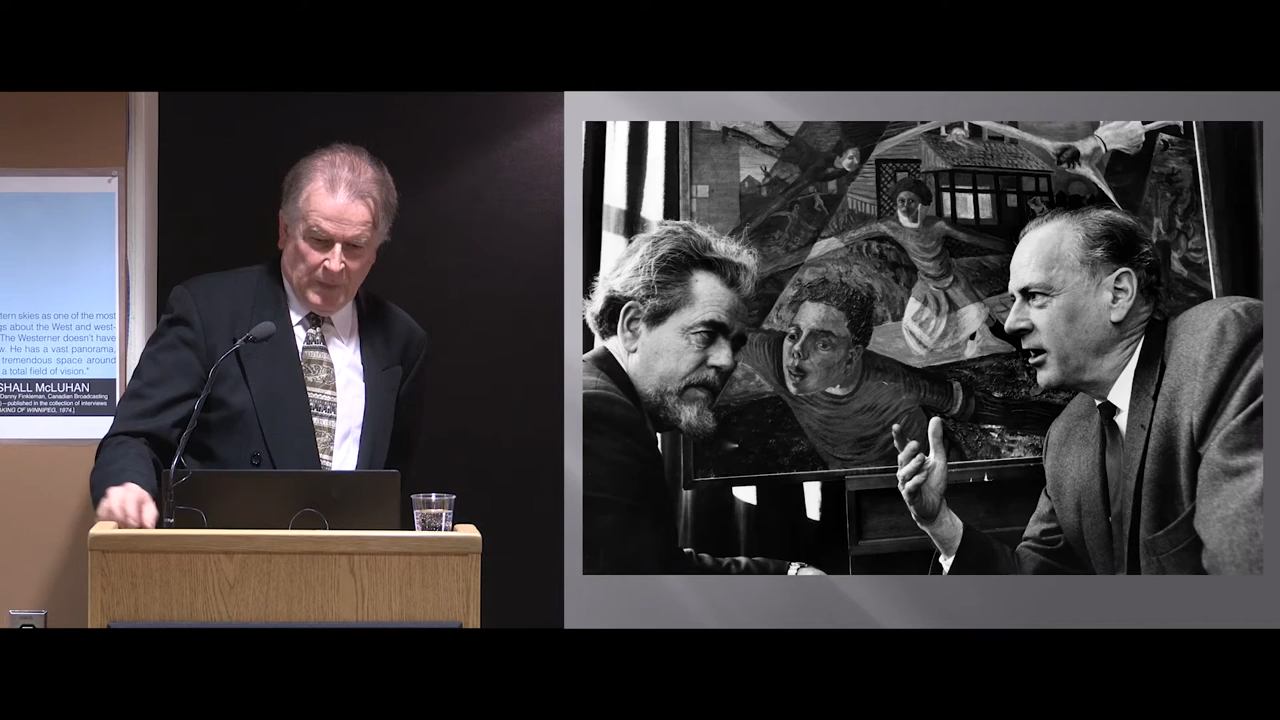 tern skies as one of the most
gs about the West and west-
The Westerner doesn't have
w. He has a vast panorama,
tremendous space around
a total field of vision."
SHALL McLUHAN
Danny Finkleman, Canadian Broadcasting
)—published in the collection of interviews
AKING OF WINNIPEG, 1974.]